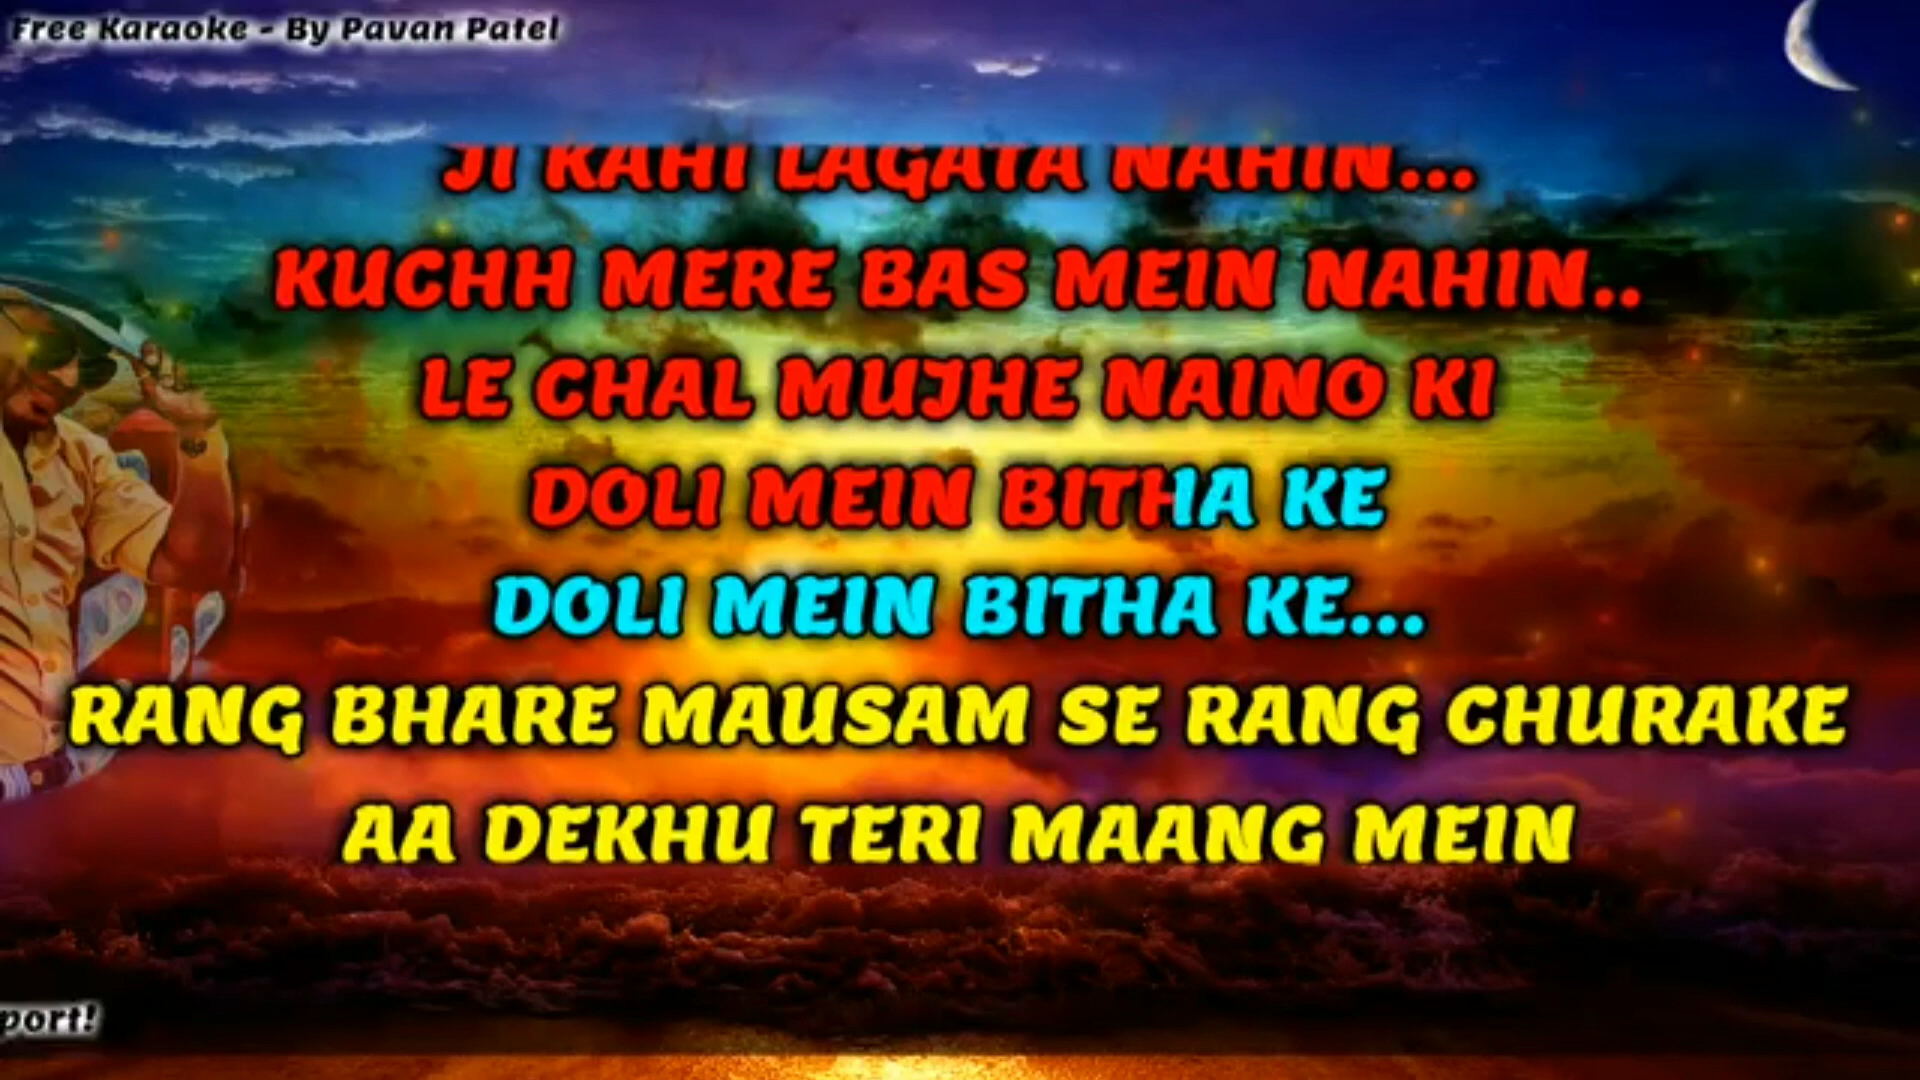 Free Karaoke - By Pavan Patel
JI KAHI LAGATA NAHIN...
KUCHH MERE BAS MEIN NAHIN..
LE CHAL MUJHE NAINO KI
DOLI MEIN BITHA KE
DOLI MEIN BITHA KE...
RANG BHARE MAUSAM SE RANG CHURAKE
AA DEKHU TERI MAANG MEIN
port!